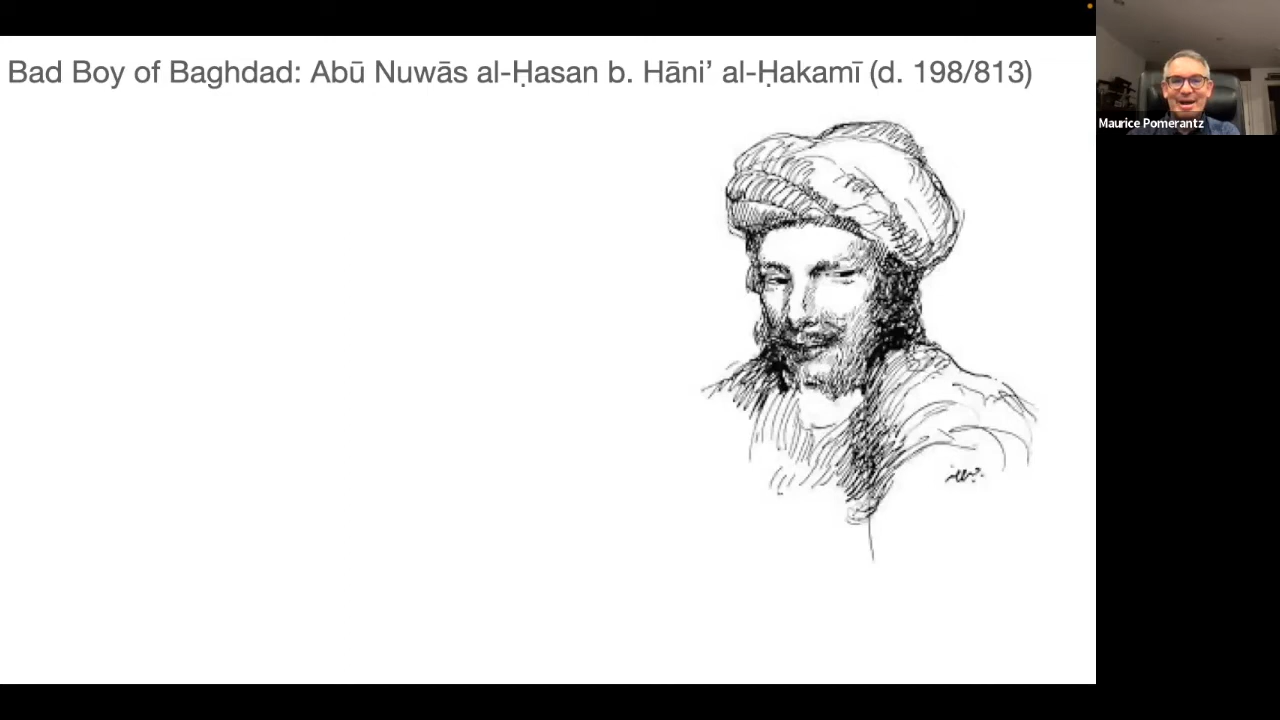 Bad Boy of Baghdad: Abū Nuwās al-Ḥasan b. Hāni’ al-Ḥakamī (d. 198/813)
Maurice Pomerantz